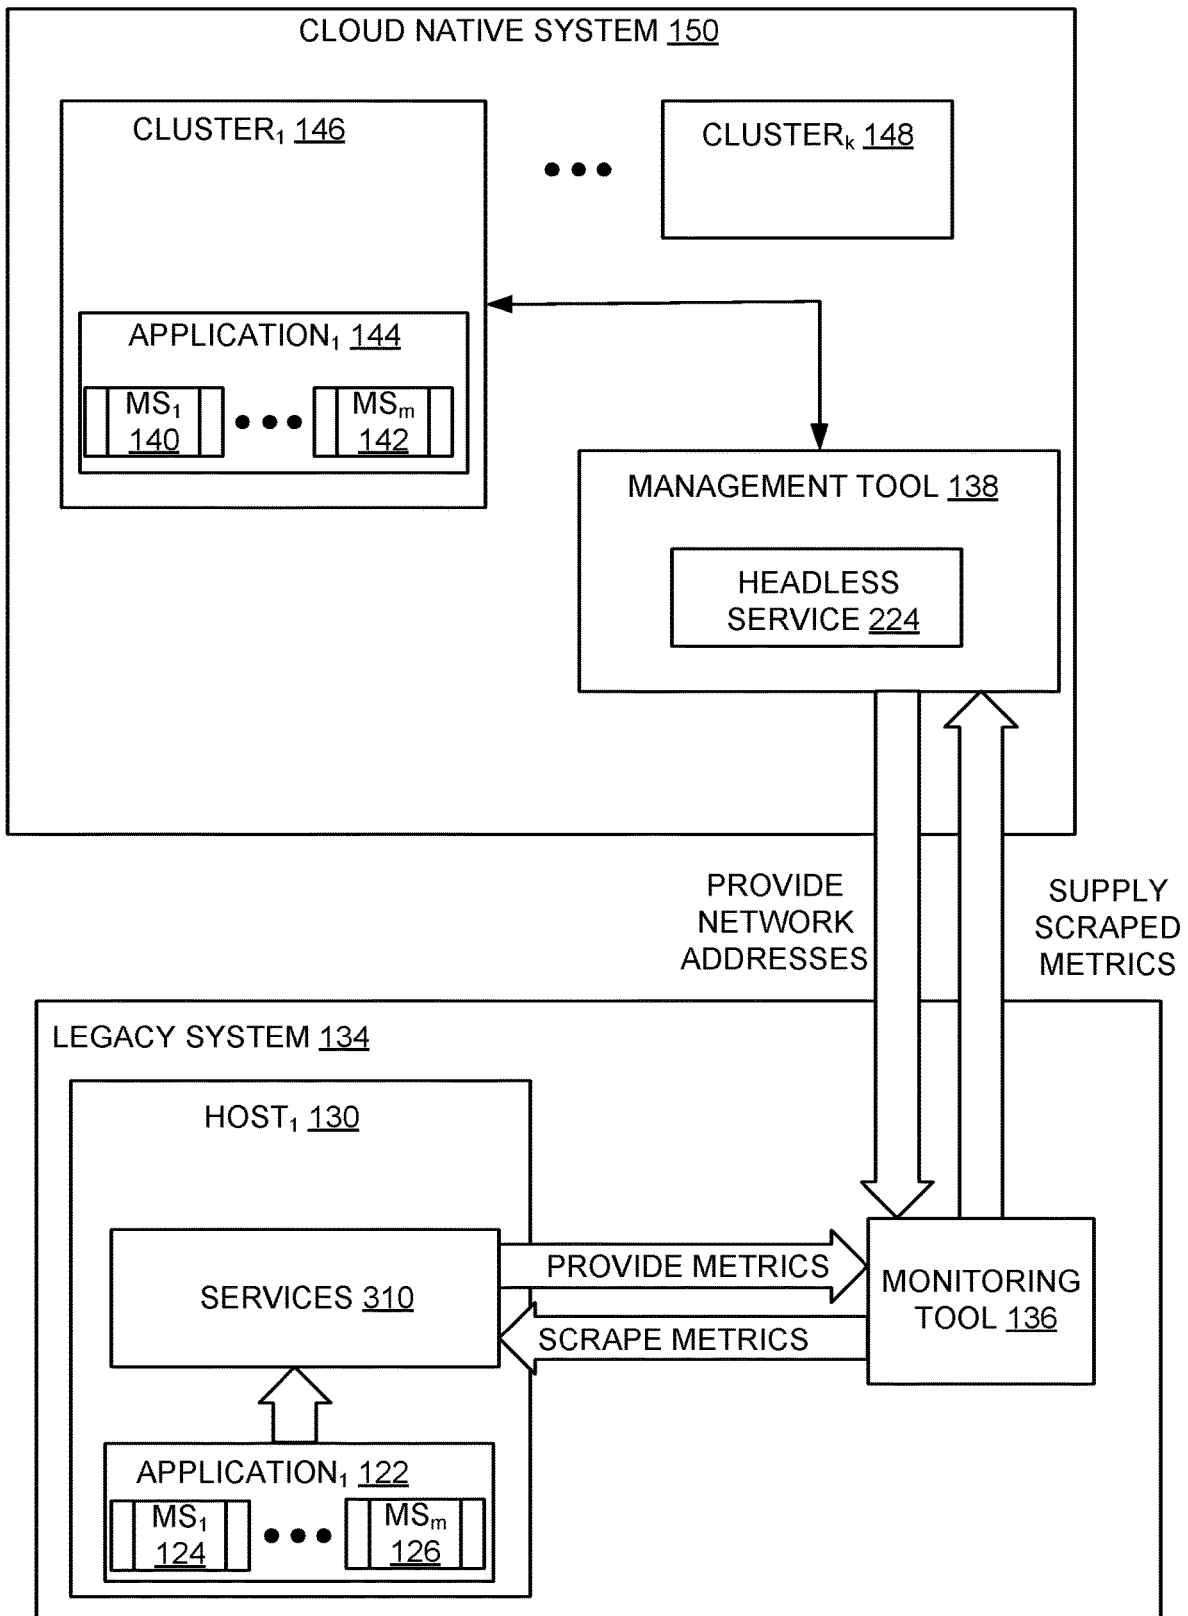 CLOUD NATIVE SYSTEM 150
CLUSTER₁ 146
CLUSTERₖ 148
APPLICATION₁ 144
MS₁
140
MSₘ
142
MANAGEMENT TOOL 138
HEADLESS
SERVICE 224
PROVIDE
NETWORK
ADDRESSES
SUPPLY
SCRAPED
METRICS
LEGACY SYSTEM 134
HOST₁ 130
SERVICES 310
PROVIDE METRICS
SCRAPE METRICS
MONITORING
TOOL 136
APPLICATION₁ 122
MS₁
124
MSₘ
126